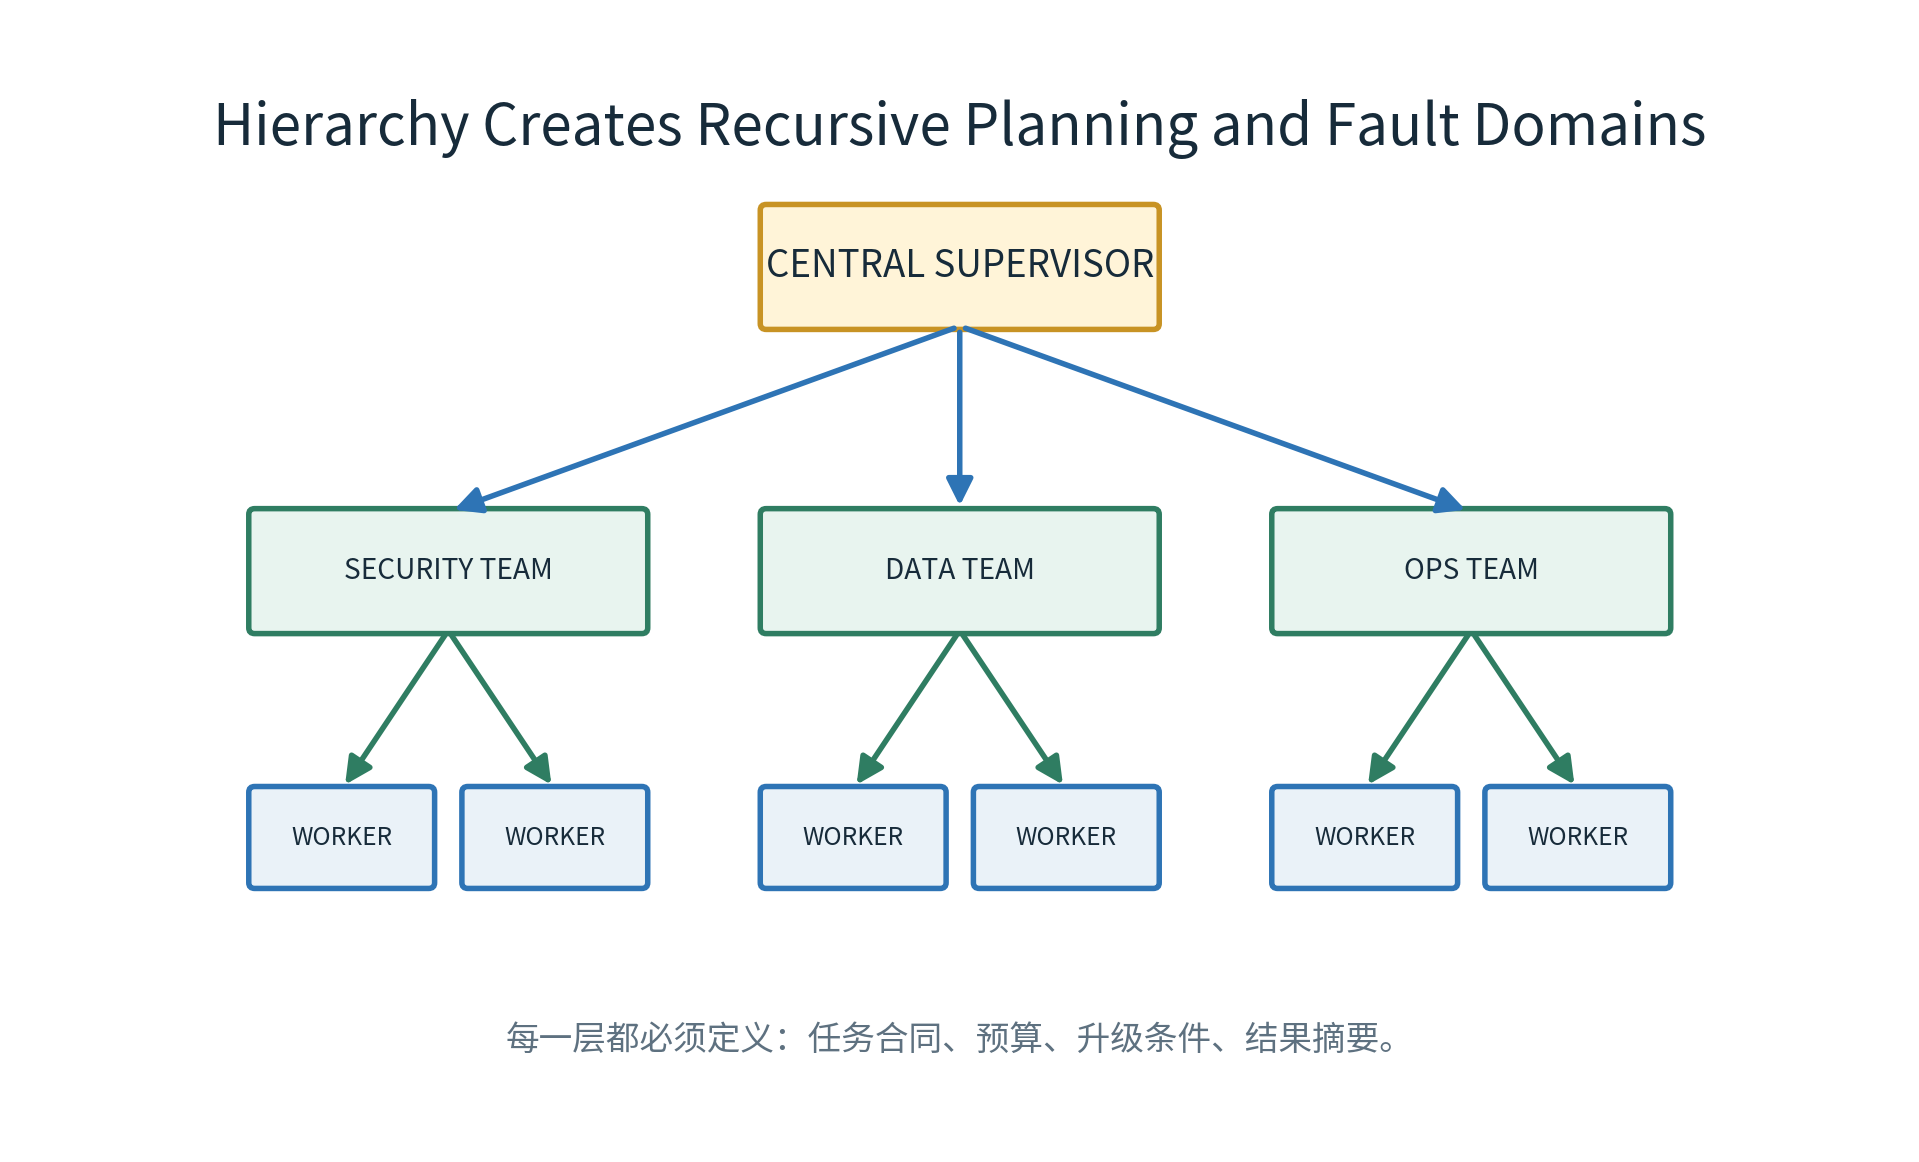 Hierarchy Creates Recursive Planning and Fault Domains
CENTRAL SUPERVISOR
SECURITY TEAM
DATA TEAM
OPS TEAM
WORKER
WORKER
WORKER
WORKER
WORKER
WORKER
每一层都必须定义：任务合同、预算、升级条件、结果摘要。